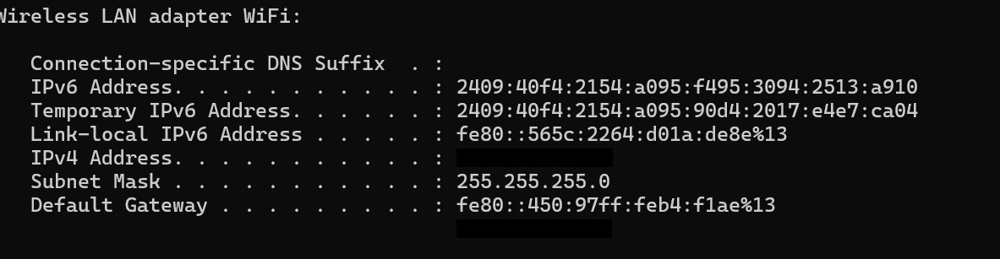 Wireless LAN adapter WiFi:
Connection-specific DNS Suffix . :
IPv6 Address. . . . . . . . . . . : 2409:40f4:2154:a095:f495:3094:2513:a910
Temporary IPv6 Address. . . . . . : 2409:40f4:2154:a095:90d4:2017:e4e7:ca04
Link-local IPv6 Address . . . . . : fe80::565c:2264:d01a:de8e%13
IPv4 Address. . . . . . . . . . . :
Subnet Mask . . . . . . . . . . . : 255.255.255.0
Default Gateway . . . . . . . . . : fe80::450:97ff:feb4:f1ae%13